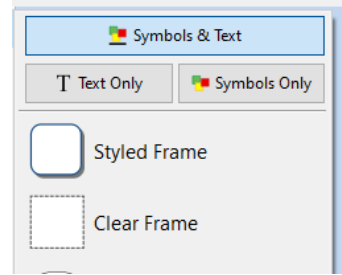 Symbols & Text
T Text Only Symbols Only
Styled Frame
Clear Frame